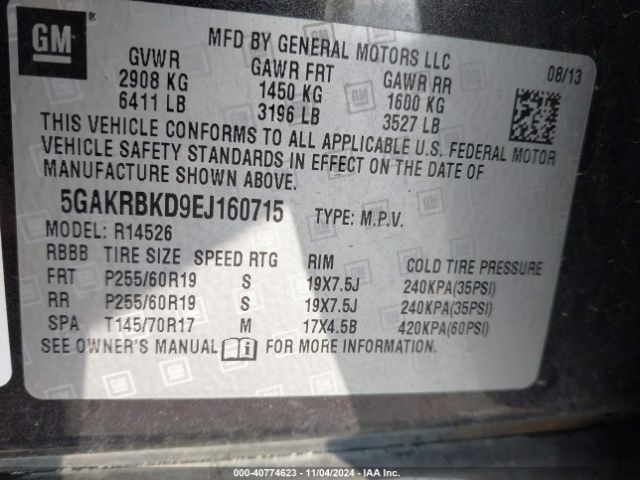 GM
MFD BY GENERAL MOTORS LLC
08/13
GVWR GAWR FRT GAWR RR
2908 KG 1450 KG 1600 KG
6411 LB 3196 LB 3527 LB
THIS VEHICLE CONFORMS TO ALL APPLICABLE U.S. FEDERAL MOTOR
VEHICLE SAFETY STANDARDS IN EFFECT ON THE DATE OF
MANUFACTURE SHOWN ABOVE.
5GAKRBKD9EJ160715 TYPE: M.P.V.
MODEL: R14526
RBBB TIRE SIZE SPEED RTG RIM COLD TIRE PRESSURE
FRT P255/60R19 S 19X7.5J 240KPA(35PSI)
RR P255/60R19 S 19X7.5J 240KPA(35PSI)
SPA T145/70R17 M 17X4.5B 420KPA(60PSI)
SEE OWNER'S MANUAL FOR MORE INFORMATION.
000-40774623 - 11/04/2024 - IAA Inc.